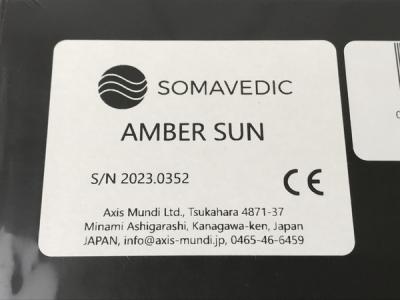 SOMAVEDIC
AMBER SUN
S/N 2023.0352
CE
Axis Mundi Ltd., Tsukahara 4871-37
Minami Ashigarashi, Kanagawa-ken, Japan
JAPAN, info@axis-mundi.jp, 0465-46-6459